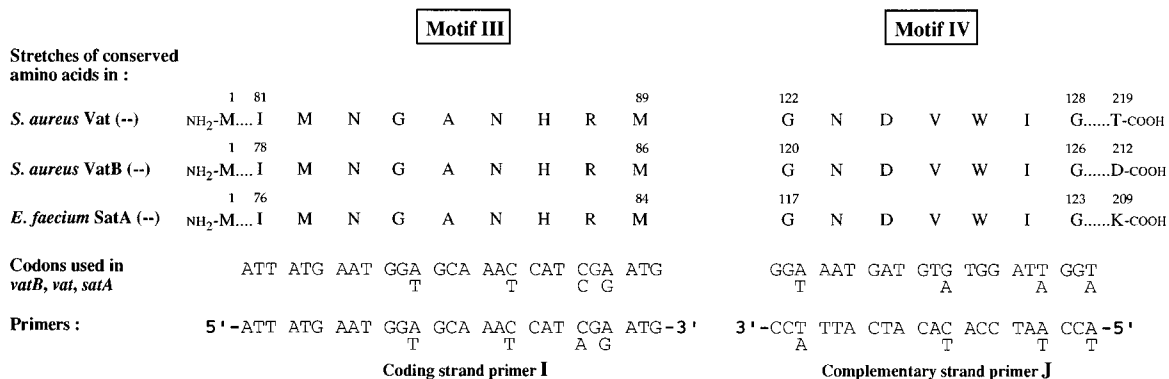 Motif III Motif IV
Stretches of conserved
amino acids in :
1 81 89 122 128 219
S. aureus Vat (--) NH2-M.... I M N G A N H R M G N D V W I G......T-COOH
1 78 86 120 126 212
S. aureus VatB (--) NH2-M.... I M N G A N H R M G N D V W I G......D-COOH
1 76 84 117 123 209
E. faecium SatA (--) NH2-M.... I M N G A N H R M G N D V W I G......K-COOH
Codons used in ATT ATG AAT GGA GCA AAC CAT CGA ATG GGA AAT GAT GTG TGG ATT GGT
vatB, vat, satA T T C G T A A A
Primers : 5'-ATT ATG AAT GGA GCA AAC CAT CGA ATG-3' 3'-CCT TTA CTA CAC ACC TAA CCA-5'
T T A G A T T T
Coding strand primer I Complementary strand primer J